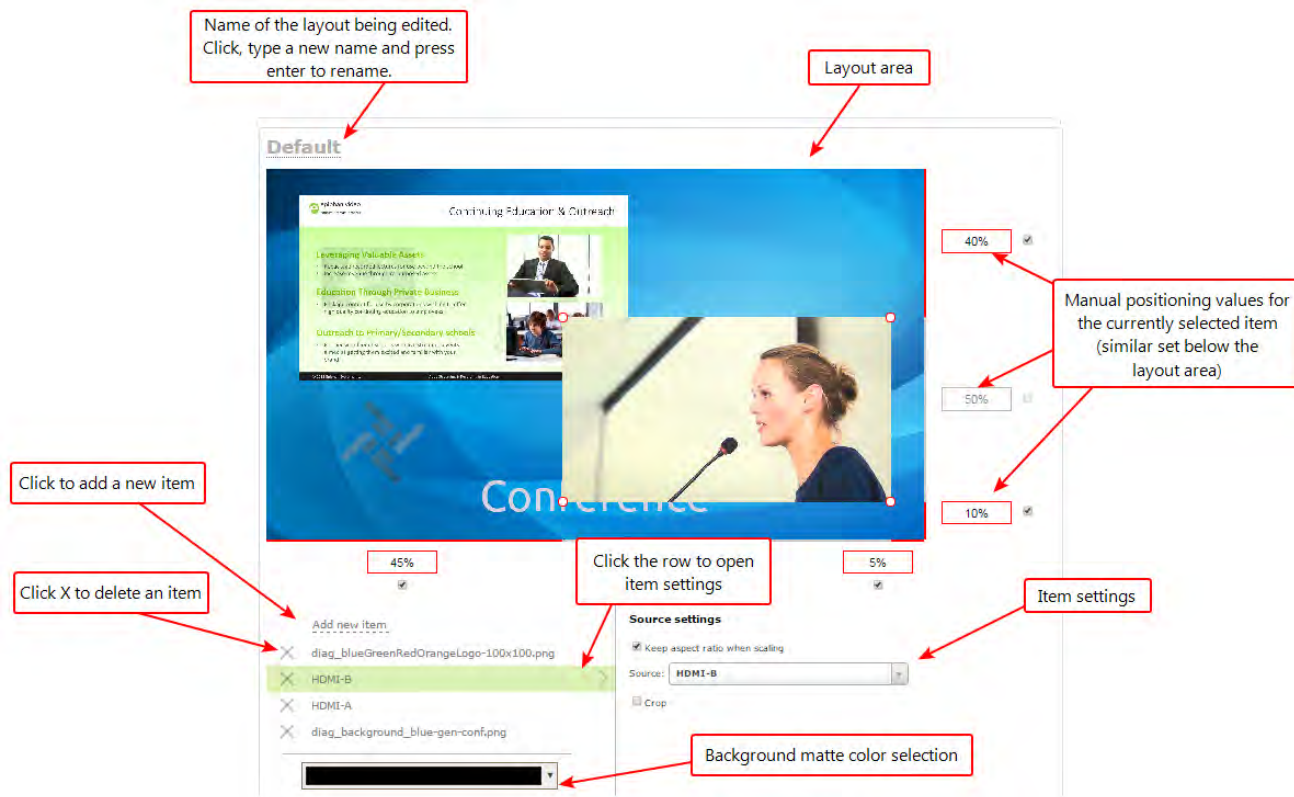 Name of the layout being edited.
Click, type a new name and press
enter to rename.
Layout area
Default
epiphan video
Continuing Education & Outreach
Leveraging Valuable Assets
Education Through Private Business
Outreach to Primary/Secondary schools
brand
40%
Manual positioning values for
the currently selected item
(similar set below the
layout area)
50%
Click to add a new item
Conference
10%
45%
Click the row to open
item settings
5%
Click X to delete an item
Item settings
Add new item
Source settings
diag_blueGreenRedOrangeLogo-100x100.png
Keep aspect ratio when scaling
HDMI-B
Source: HDMI-B
HDMI-A
Crop
diag_background_blue-gen-conf.png
Background matte color selection